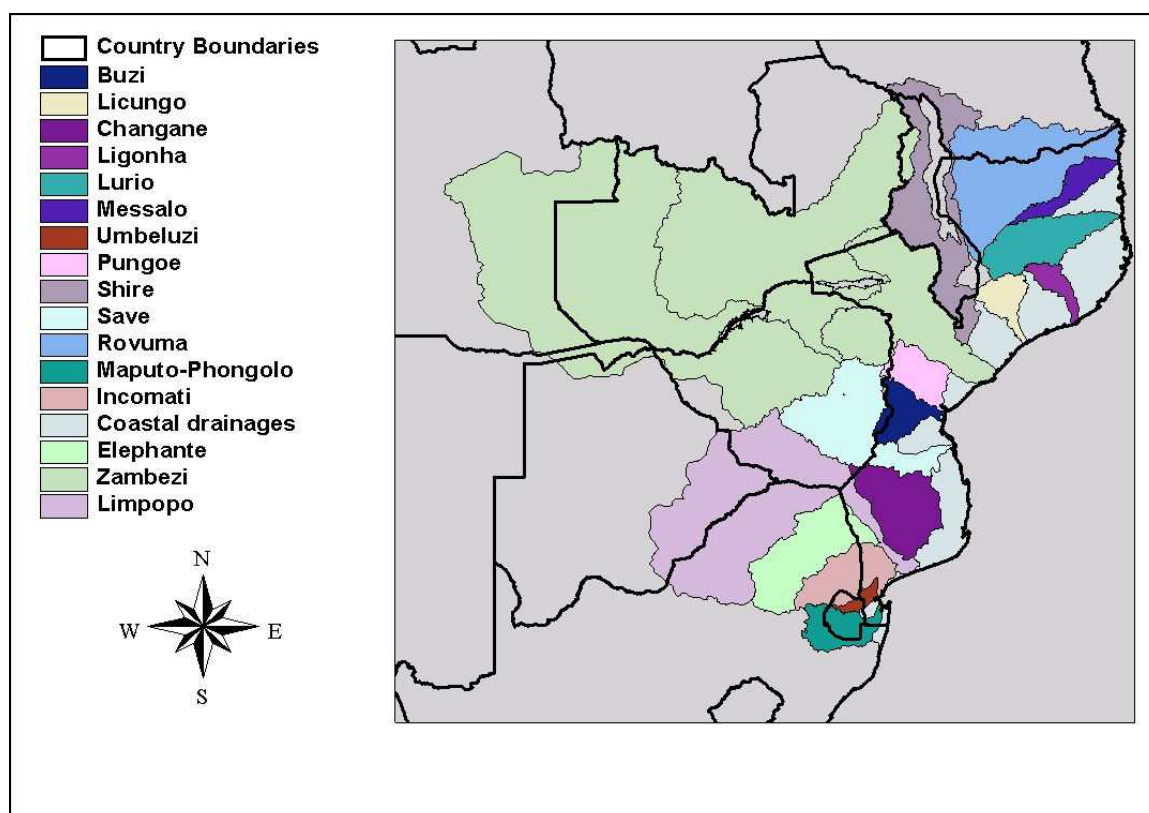 Country Boundaries
Buzi
Licungo
Changane
Ligonha
Lurio
Messalo
Umbeluzi
Pungoe
Shire
Save
Rovuma
Maputo-Phongolo
Incomati
Coastal drainages
Elephante
Zambezi
Limpopo
N
W E
S